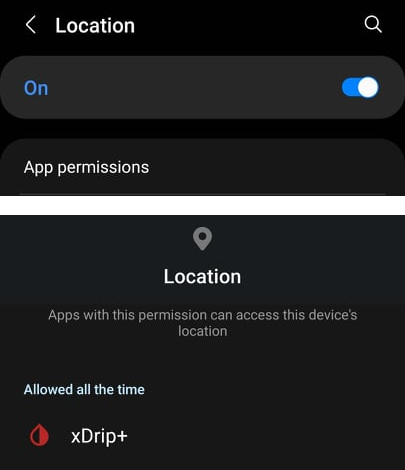 Location
On
App permissions
Location
Apps with this permission can access this device's
location
Allowed all the time
xDrip+